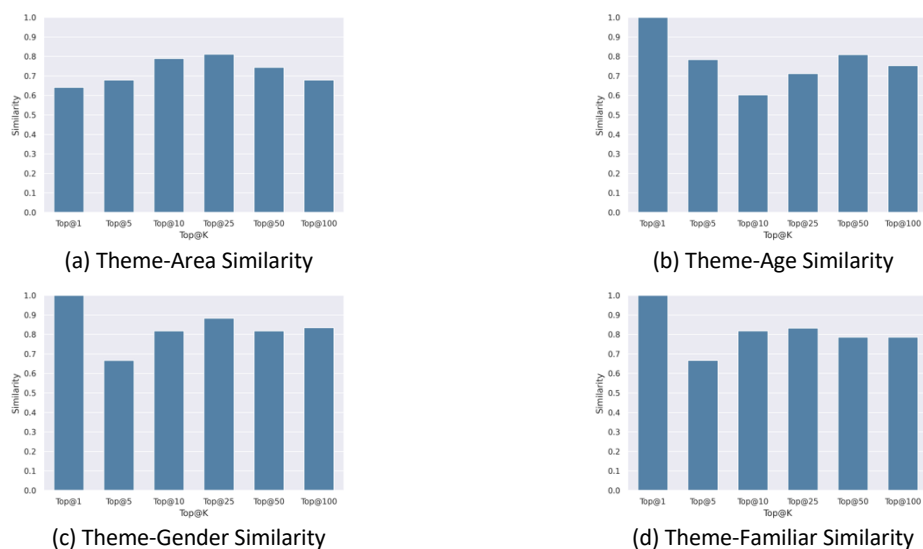 1.0
0.9
0.8
0.7
0.6
0.5
0.4
0.3
0.2
0.1
0.0
Similarity
Top@1 Top@5 Top@10 Top@25 Top@50 Top@100
Top@K
(a) Theme-Area Similarity
1.0
0.9
0.8
0.7
0.6
0.5
0.4
0.3
0.2
0.1
0.0
Similarity
Top@1 Top@5 Top@10 Top@25 Top@50 Top@100
Top@K
(b) Theme-Age Similarity
1.0
0.9
0.8
0.7
0.6
0.5
0.4
0.3
0.2
0.1
0.0
Similarity
Top@1 Top@5 Top@10 Top@25 Top@50 Top@100
Top@K
(c) Theme-Gender Similarity
1.0
0.9
0.8
0.7
0.6
0.5
0.4
0.3
0.2
0.1
0.0
Similarity
Top@1 Top@5 Top@10 Top@25 Top@50 Top@100
Top@K
(d) Theme-Familiar Similarity